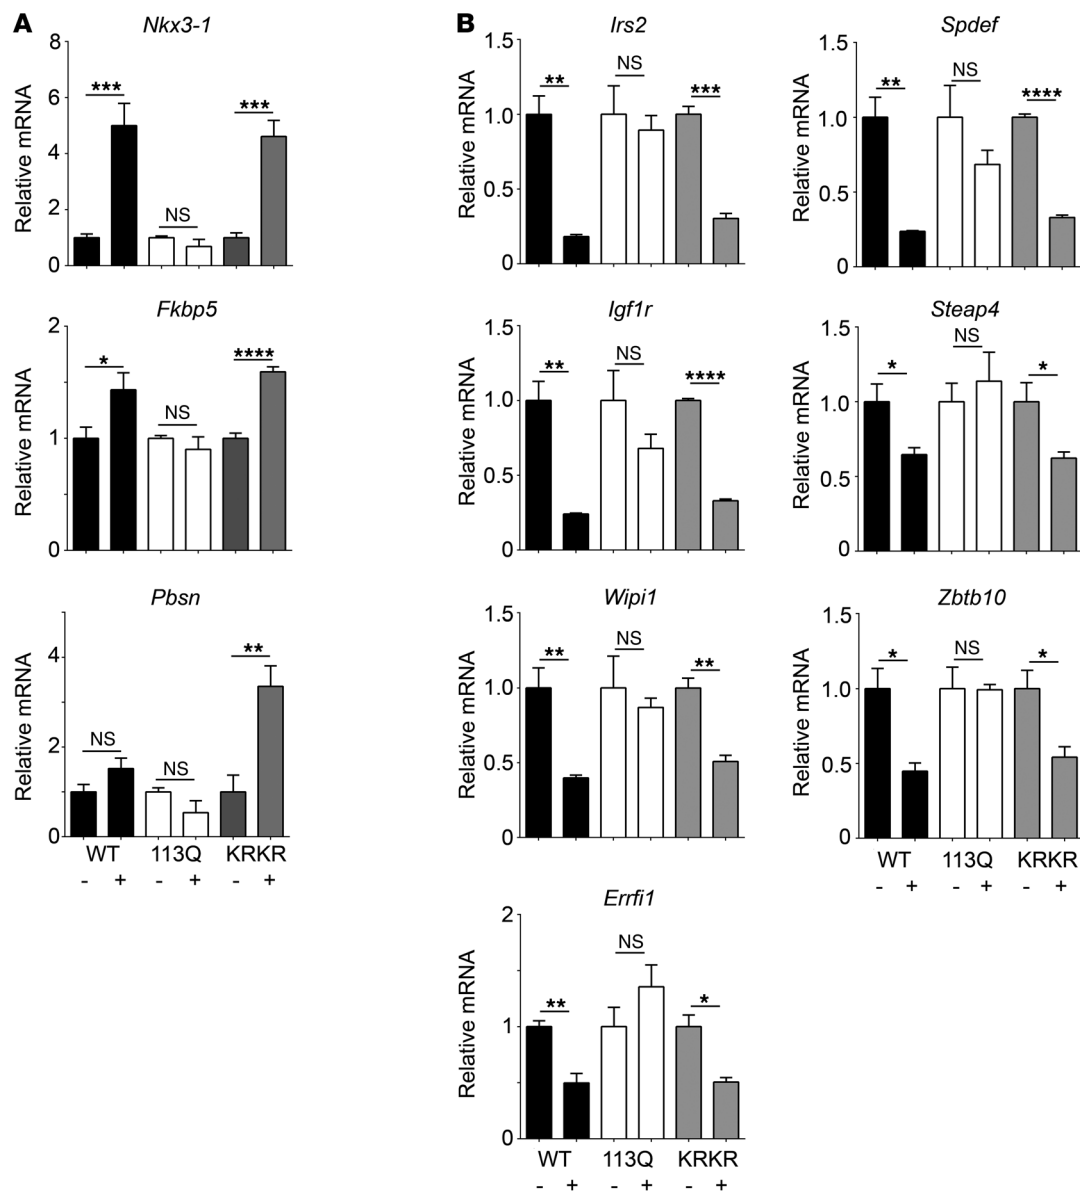 A
Nkx3-1
Relative mRNA
8
6
4
2
0
***
NS
***
Fkbp5
Relative mRNA
2
1
0
*
NS
****
Pbsn
Relative mRNA
4
2
0
NS
NS
**
WT 113Q KRKR
- + - + - +
B
Irs2
Relative mRNA
1.5
1.0
0.5
0
**
NS
***
Spdef
Relative mRNA
1.5
1.0
0.5
0
**
NS
****
Igf1r
Relative mRNA
1.5
1.0
0.5
0
**
NS
****
Steap4
Relative mRNA
1.5
1.0
0.5
0
*
NS
*
Wipi1
Relative mRNA
1.5
1.0
0.5
0
**
NS
**
Zbtb10
Relative mRNA
1.5
1.0
0.5
0
*
NS
*
WT 113Q KRKR
- + - + - +
Errfi1
Relative mRNA
2
1
0
**
NS
*
WT 113Q KRKR
- + - + - +